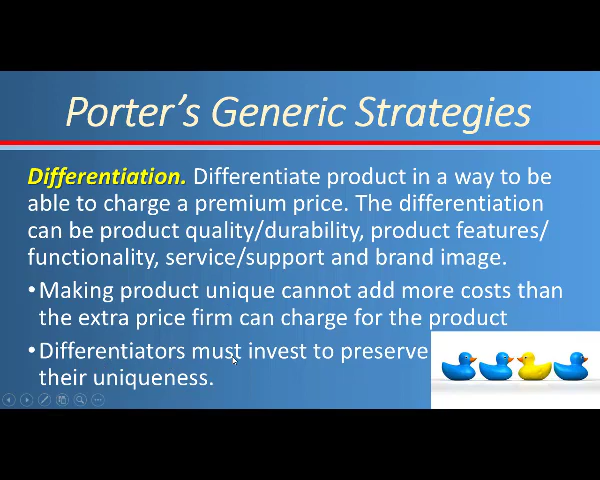 Porter’s Generic Strategies
Differentiation. Differentiate product in a way to be
able to charge a premium price. The differentiation
can be product quality/durability, product features/
functionality, service/support and brand image.
•Making product unique cannot add more costs than
the extra price firm can charge for the product
•Differentiators must invest to preserve
their uniqueness.